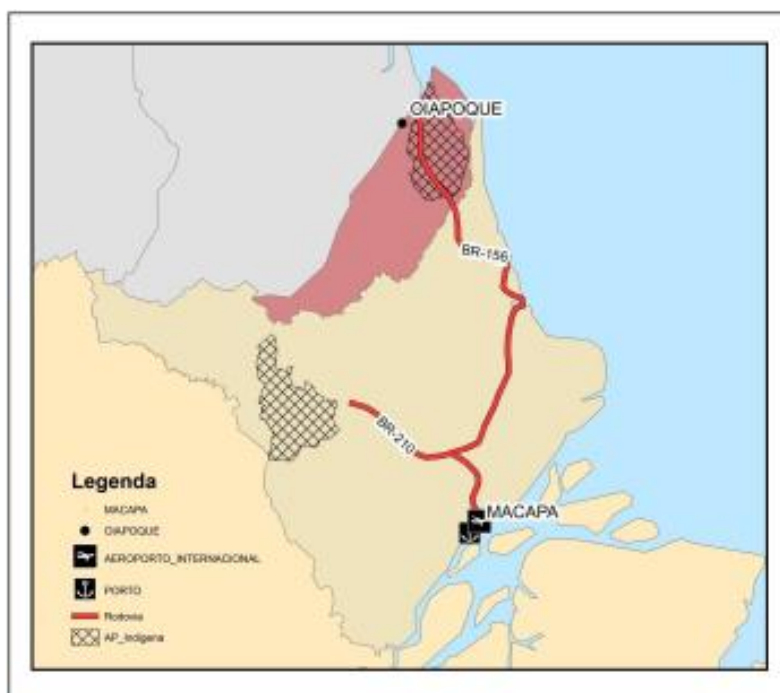 OIAPOQUE
BR-156
BR-210
MACAPA
Legenda
MACAPA
OIAPOQUE
AEROPORTO_INTERNACIONAL
PORTO
Rodovia
AP_Indigena